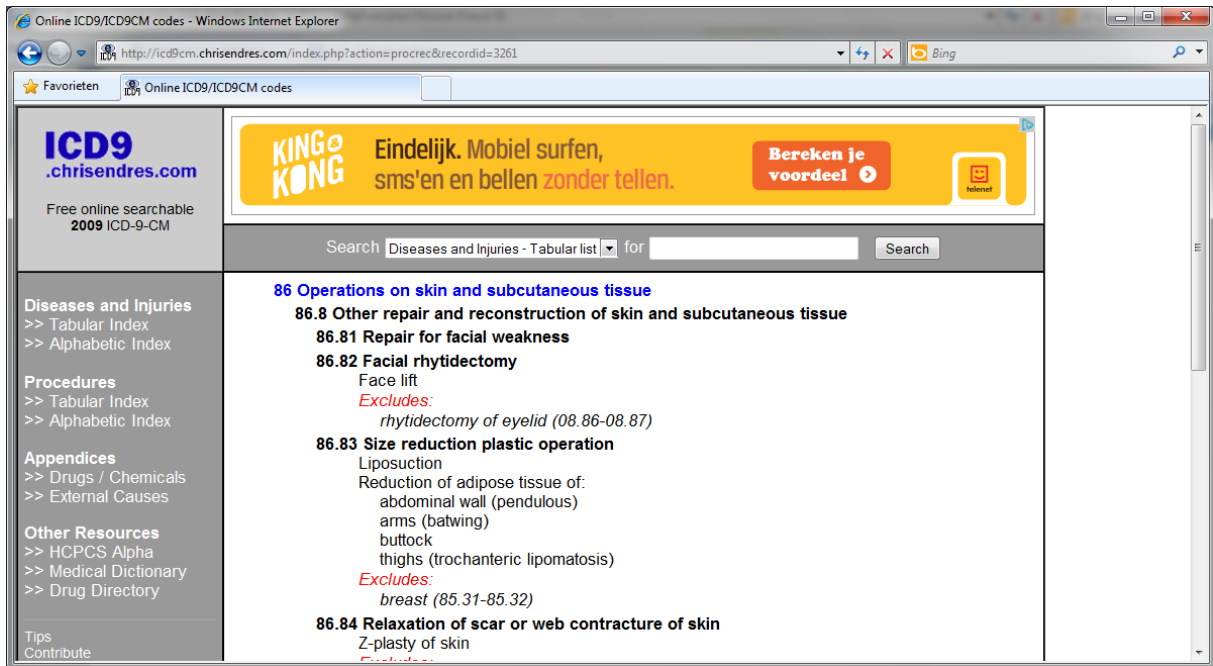 Online ICD9/ICD9CM codes - Windows Internet Explorer
http://icd9cm.chrisendres.com/index.php?action=procrec&recordid=3261
Bing
Favorieten
Online ICD9/ICD9CM codes
ICD9
.chrisendres.com
Free online searchable
2009 ICD-9-CM
KING
KONG
Eindelijk. Mobiel surfen,
sms'en en bellen zonder tellen.
Bereken je
voordeel
telenet
Search Diseases and Injuries - Tabular list for Search
Diseases and Injuries
>> Tabular Index
>> Alphabetic Index
Procedures
>> Tabular Index
>> Alphabetic Index
Appendices
>> Drugs / Chemicals
>> External Causes
Other Resources
>> HCPCS Alpha
>> Medical Dictionary
>> Drug Directory
Tips
Contribute
86 Operations on skin and subcutaneous tissue
86.8 Other repair and reconstruction of skin and subcutaneous tissue
86.81 Repair for facial weakness
86.82 Facial rhytidectomy
Face lift
Excludes:
rhytidectomy of eyelid (08.86-08.87)
86.83 Size reduction plastic operation
Liposuction
Reduction of adipose tissue of:
abdominal wall (pendulous)
arms (batwing)
buttock
thighs (trochanteric lipomatosis)
Excludes:
breast (85.31-85.32)
86.84 Relaxation of scar or web contracture of skin
Z-plasty of skin